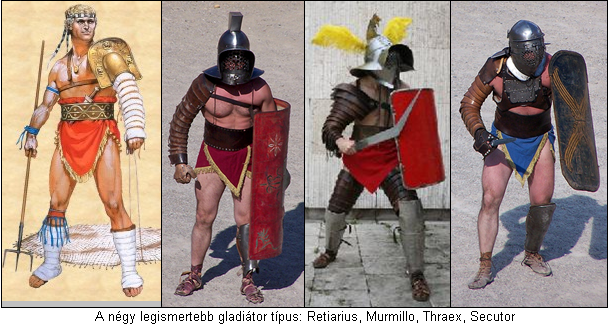 A négy legismertebb gladiátor típus: Retiarius, Murmillo, Thraex, Secutor